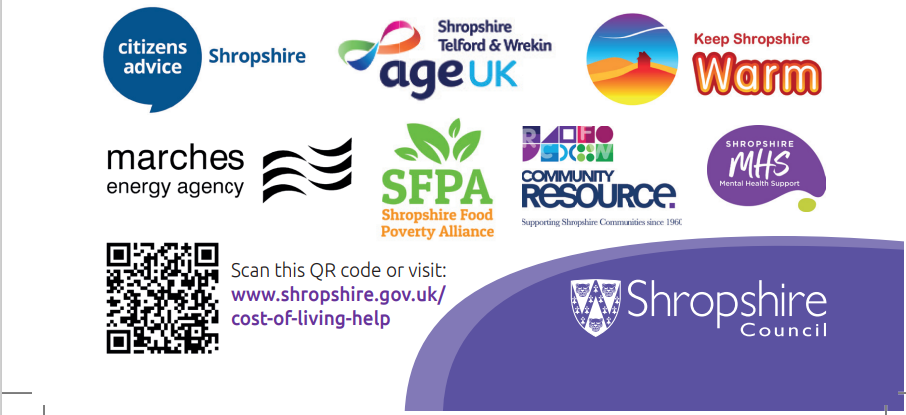 citizens
advice
Shropshire
Shropshire
Telford & Wrekin
age UK
Keep Shropshire
Warm
marches
energy agency
SFPA
Shropshire Food
Poverty Alliance
COMMUNITY
RESOURCE.
Supporting Shropshire Communities since 196
SHROPSHIRE
MHS
Mental Health Support
Scan this QR code or visit:
www.shropshire.gov.uk/
cost-of-living-help
Shropshire
Council